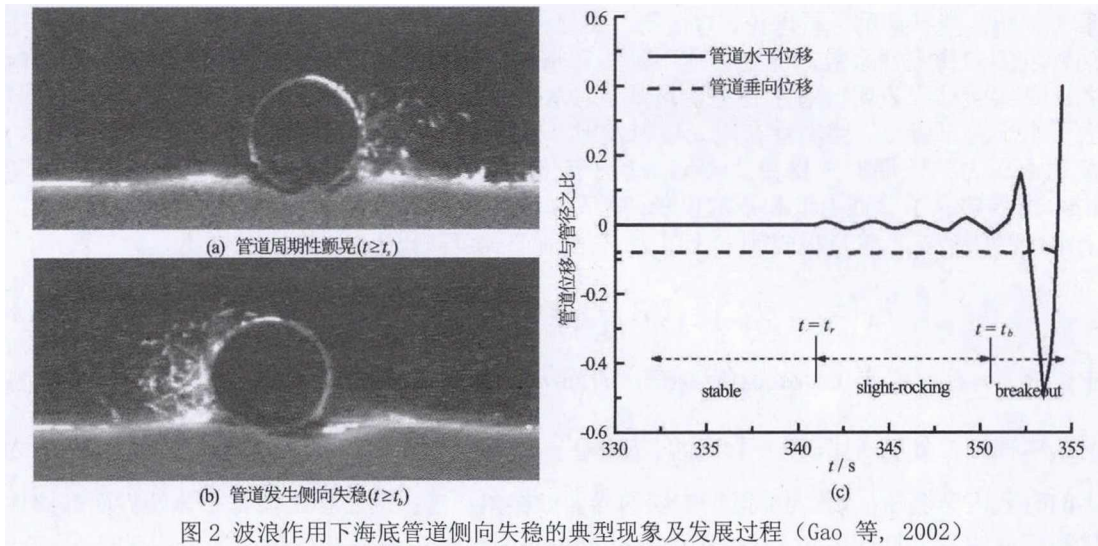 (a) 管道周期性颤晃(t≥ts)
(b) 管道发生侧向失稳(t≥tb)
管道位移与管径之比
0.6
0.4
0.2
0
-0.2
-0.4
-0.6
管道水平位移
管道垂向位移
t = tr
t = tb
stable
slight-rocking
breakeout
330
335
340
345
350
355
t / s
(c)
图 2 波浪作用下海底管道侧向失稳的典型现象及发展过程（Gao 等, 2002）